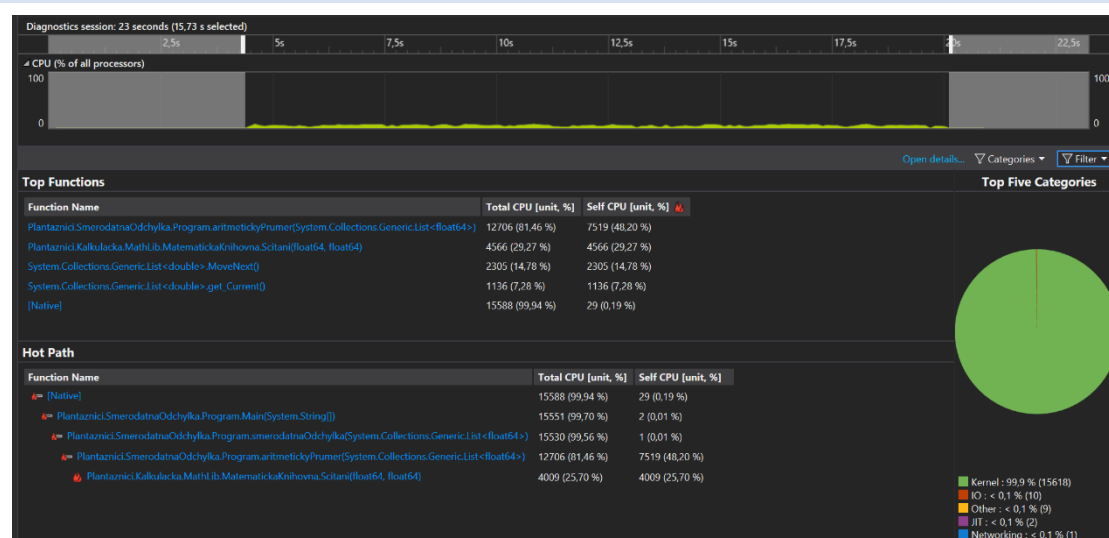 Diagnostics session: 23 seconds (15,73 s selected)
2,5s 5s 7,5s 10s 12,5s 15s 17,5s 20s 22,5s
CPU (% of all processors)
100 100
0 0
Open details... Categories Filter
Top Functions
Function Name Total CPU [unit, %] Self CPU [unit, %]
Plantaznici.SmerodatnaOdchylka.Program.aritmetickyPrumer(System.Collections.Generic.List<float64>) 12706 (81,46 %) 7519 (48,20 %)
Plantaznici.Kalkulacka.MathLib.MatematickaKnihovna.Scitani(float64, float64) 4566 (29,27 %) 4566 (29,27 %)
System.Collections.Generic.List<double>.MoveNext() 2305 (14,78 %) 2305 (14,78 %)
System.Collections.Generic.List<double>.get_Current() 1136 (7,28 %) 1136 (7,28 %)
[Native] 15588 (99,94 %) 29 (0,19 %)
Hot Path
Function Name Total CPU [unit, %] Self CPU [unit, %]
[Native] 15588 (99,94 %) 29 (0,19 %)
Plantaznici.SmerodatnaOdchylka.Program.Main(System.String[]) 15551 (99,70 %) 2 (0,01 %)
Plantaznici.SmerodatnaOdchylka.Program.smerodatnaOdchylka(System.Collections.Generic.List<float64>) 15530 (99,56 %) 1 (0,01 %)
Plantaznici.SmerodatnaOdchylka.Program.aritmetickyPrumer(System.Collections.Generic.List<float64>) 12706 (81,46 %) 7519 (48,20 %)
Plantaznici.Kalkulacka.MathLib.MatematickaKnihovna.Scitani(float64, float64) 4009 (25,70 %) 4009 (25,70 %)
Top Five Categories
Kernel : 99,9 % (15618)
IO : < 0,1 % (10)
Other : < 0,1 % (9)
JIT : < 0,1 % (2)
Networking : < 0,1 % (1)